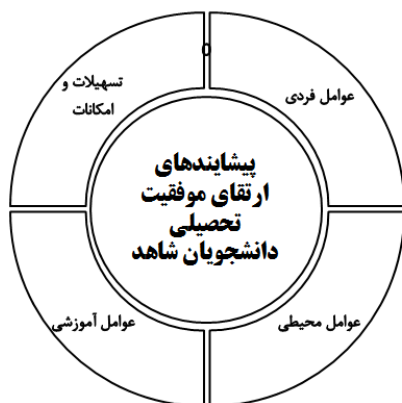 عوامل فردی
تسهیلات و
امکانات
پیشایندهای
ارتقای موفقیت
تحصیلی
دانشجویان شاهد
عوامل محیطی
عوامل آموزشی